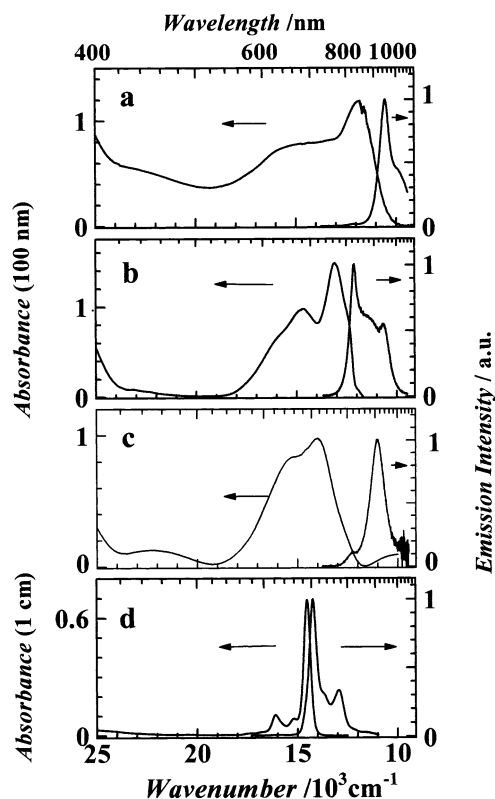 Wavelength /nm
400 600 800 1000
a
1
0
1
0
b
1
0
1
0
c
1
0
1
0
d
0.6
0
1
0
Absorbance (100 nm)
Absorbance (1 cm)
Emission Intensity / a.u.
25 20 15 10
Wavenumber /10³cm⁻¹